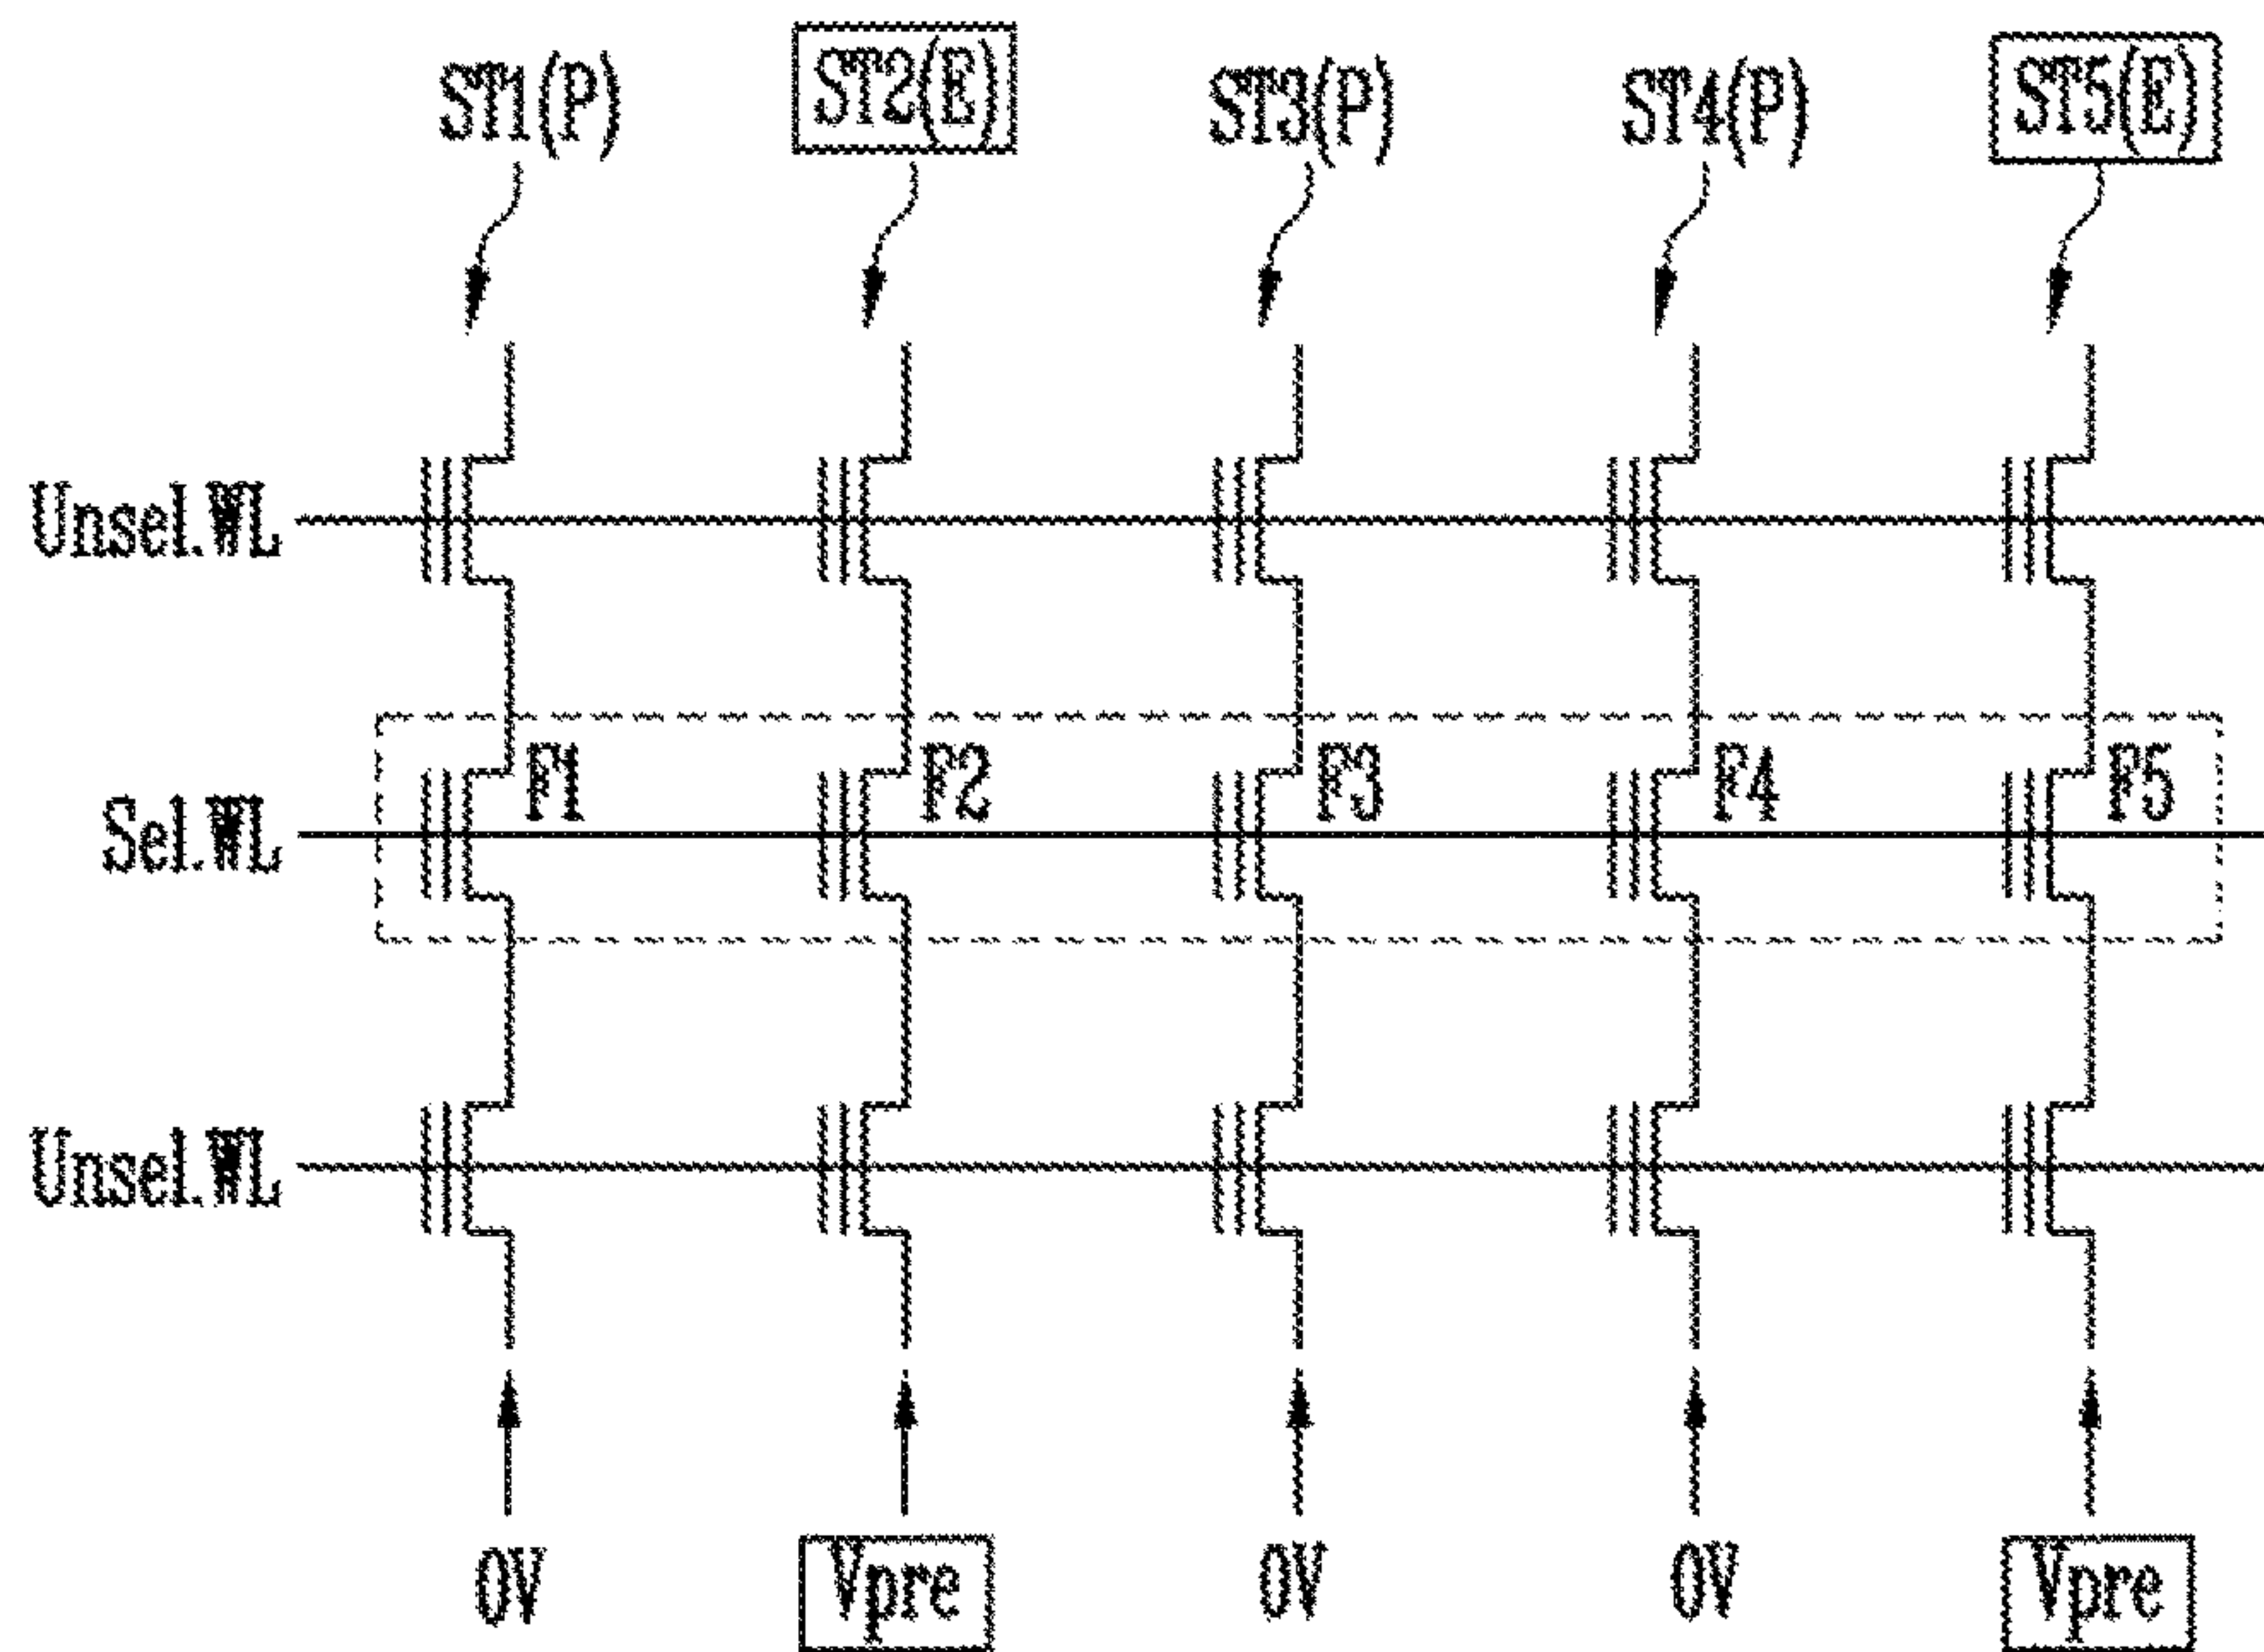 ST1(P) ST2(E) ST3(P) ST4(P) ST5(E)
Unsel.WL
F1 F2 F3 F4 F5
Sel.WL
Unsel.WL
0V Vpre 0V 0V Vpre